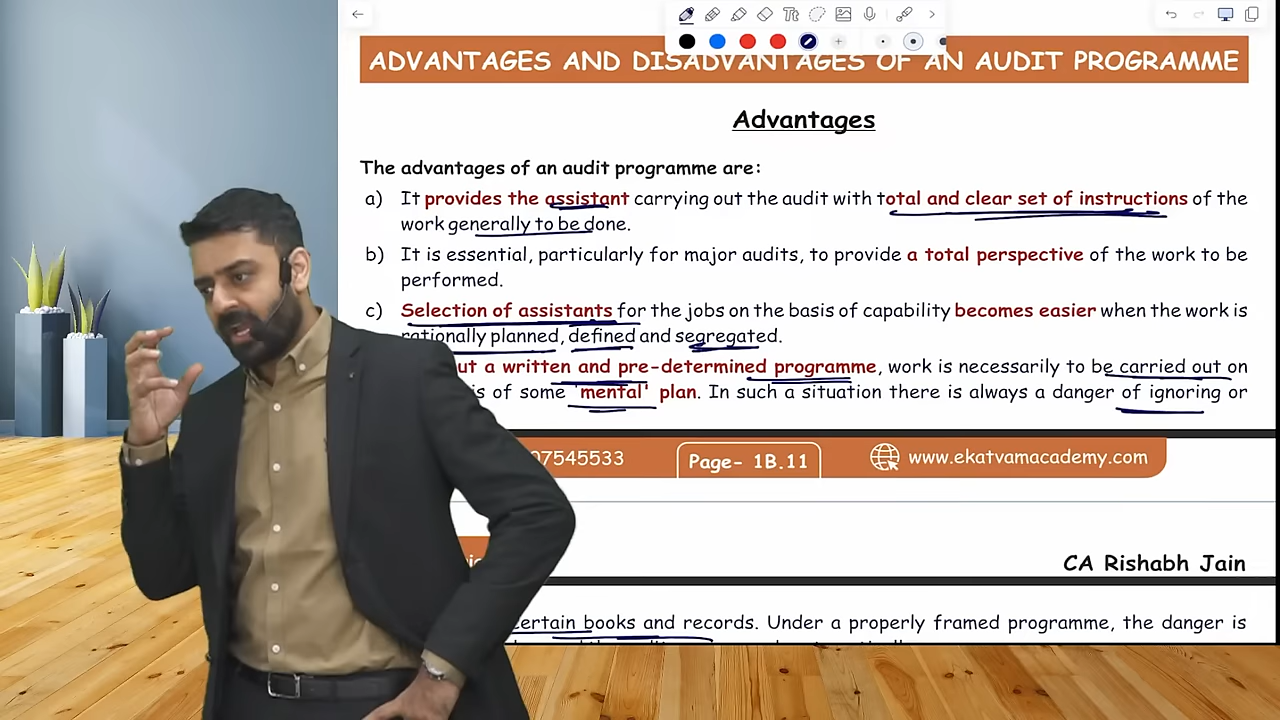 ADVANTAGES AND DISADVANTAGES OF AN AUDIT PROGRAMME
Advantages
The advantages of an audit programme are:
a) It provides the assistant carrying out the audit with total and clear set of instructions of the
work generally to be done.
b) It is essential, particularly for major audits, to provide a total perspective of the work to be
performed.
c) Selection of assistants for the jobs on the basis of capability becomes easier when the work is
rationally planned, defined and segregated.
ut a written and pre-determined programme, work is necessarily to be carried out on
s of some 'mental' plan. In such a situation there is always a danger of ignoring or
07545533
Page- 1B.11
www.ekatvamacademy.com
CA Rishabh Jain
certain books and records. Under a properly framed programme, the danger is